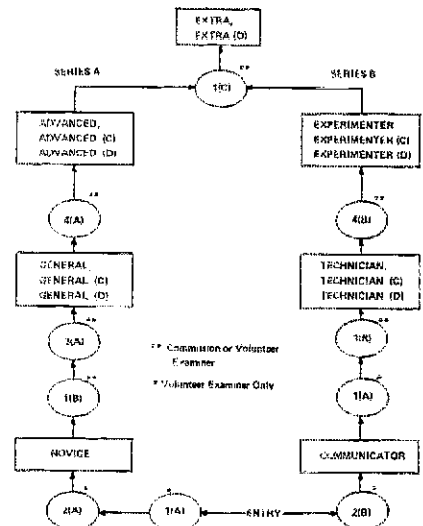 EXTRA,
EXTRA (D)
**
SERIES A
SERIES B
1(C)
ADVANCED,
ADVANCED (C)
ADVANCED (D)
EXPERIMENTER
EXPERIMENTER (C)
EXPERIMENTER (D)
**
**
4(A)
4(B)
GENERAL,
GENERAL (C)
GENERAL (D)
TECHNICIAN,
TECHNICIAN (C)
TECHNICIAN (D)
**
**
3(A)
** Commission or Volunteer
Examiner
* Volunteer Examiner Only
**
*
1(B)
1(A)
NOVICE
COMMUNICATOR
*
*
*
2(A)
1(A)
ENTRY
2(B)